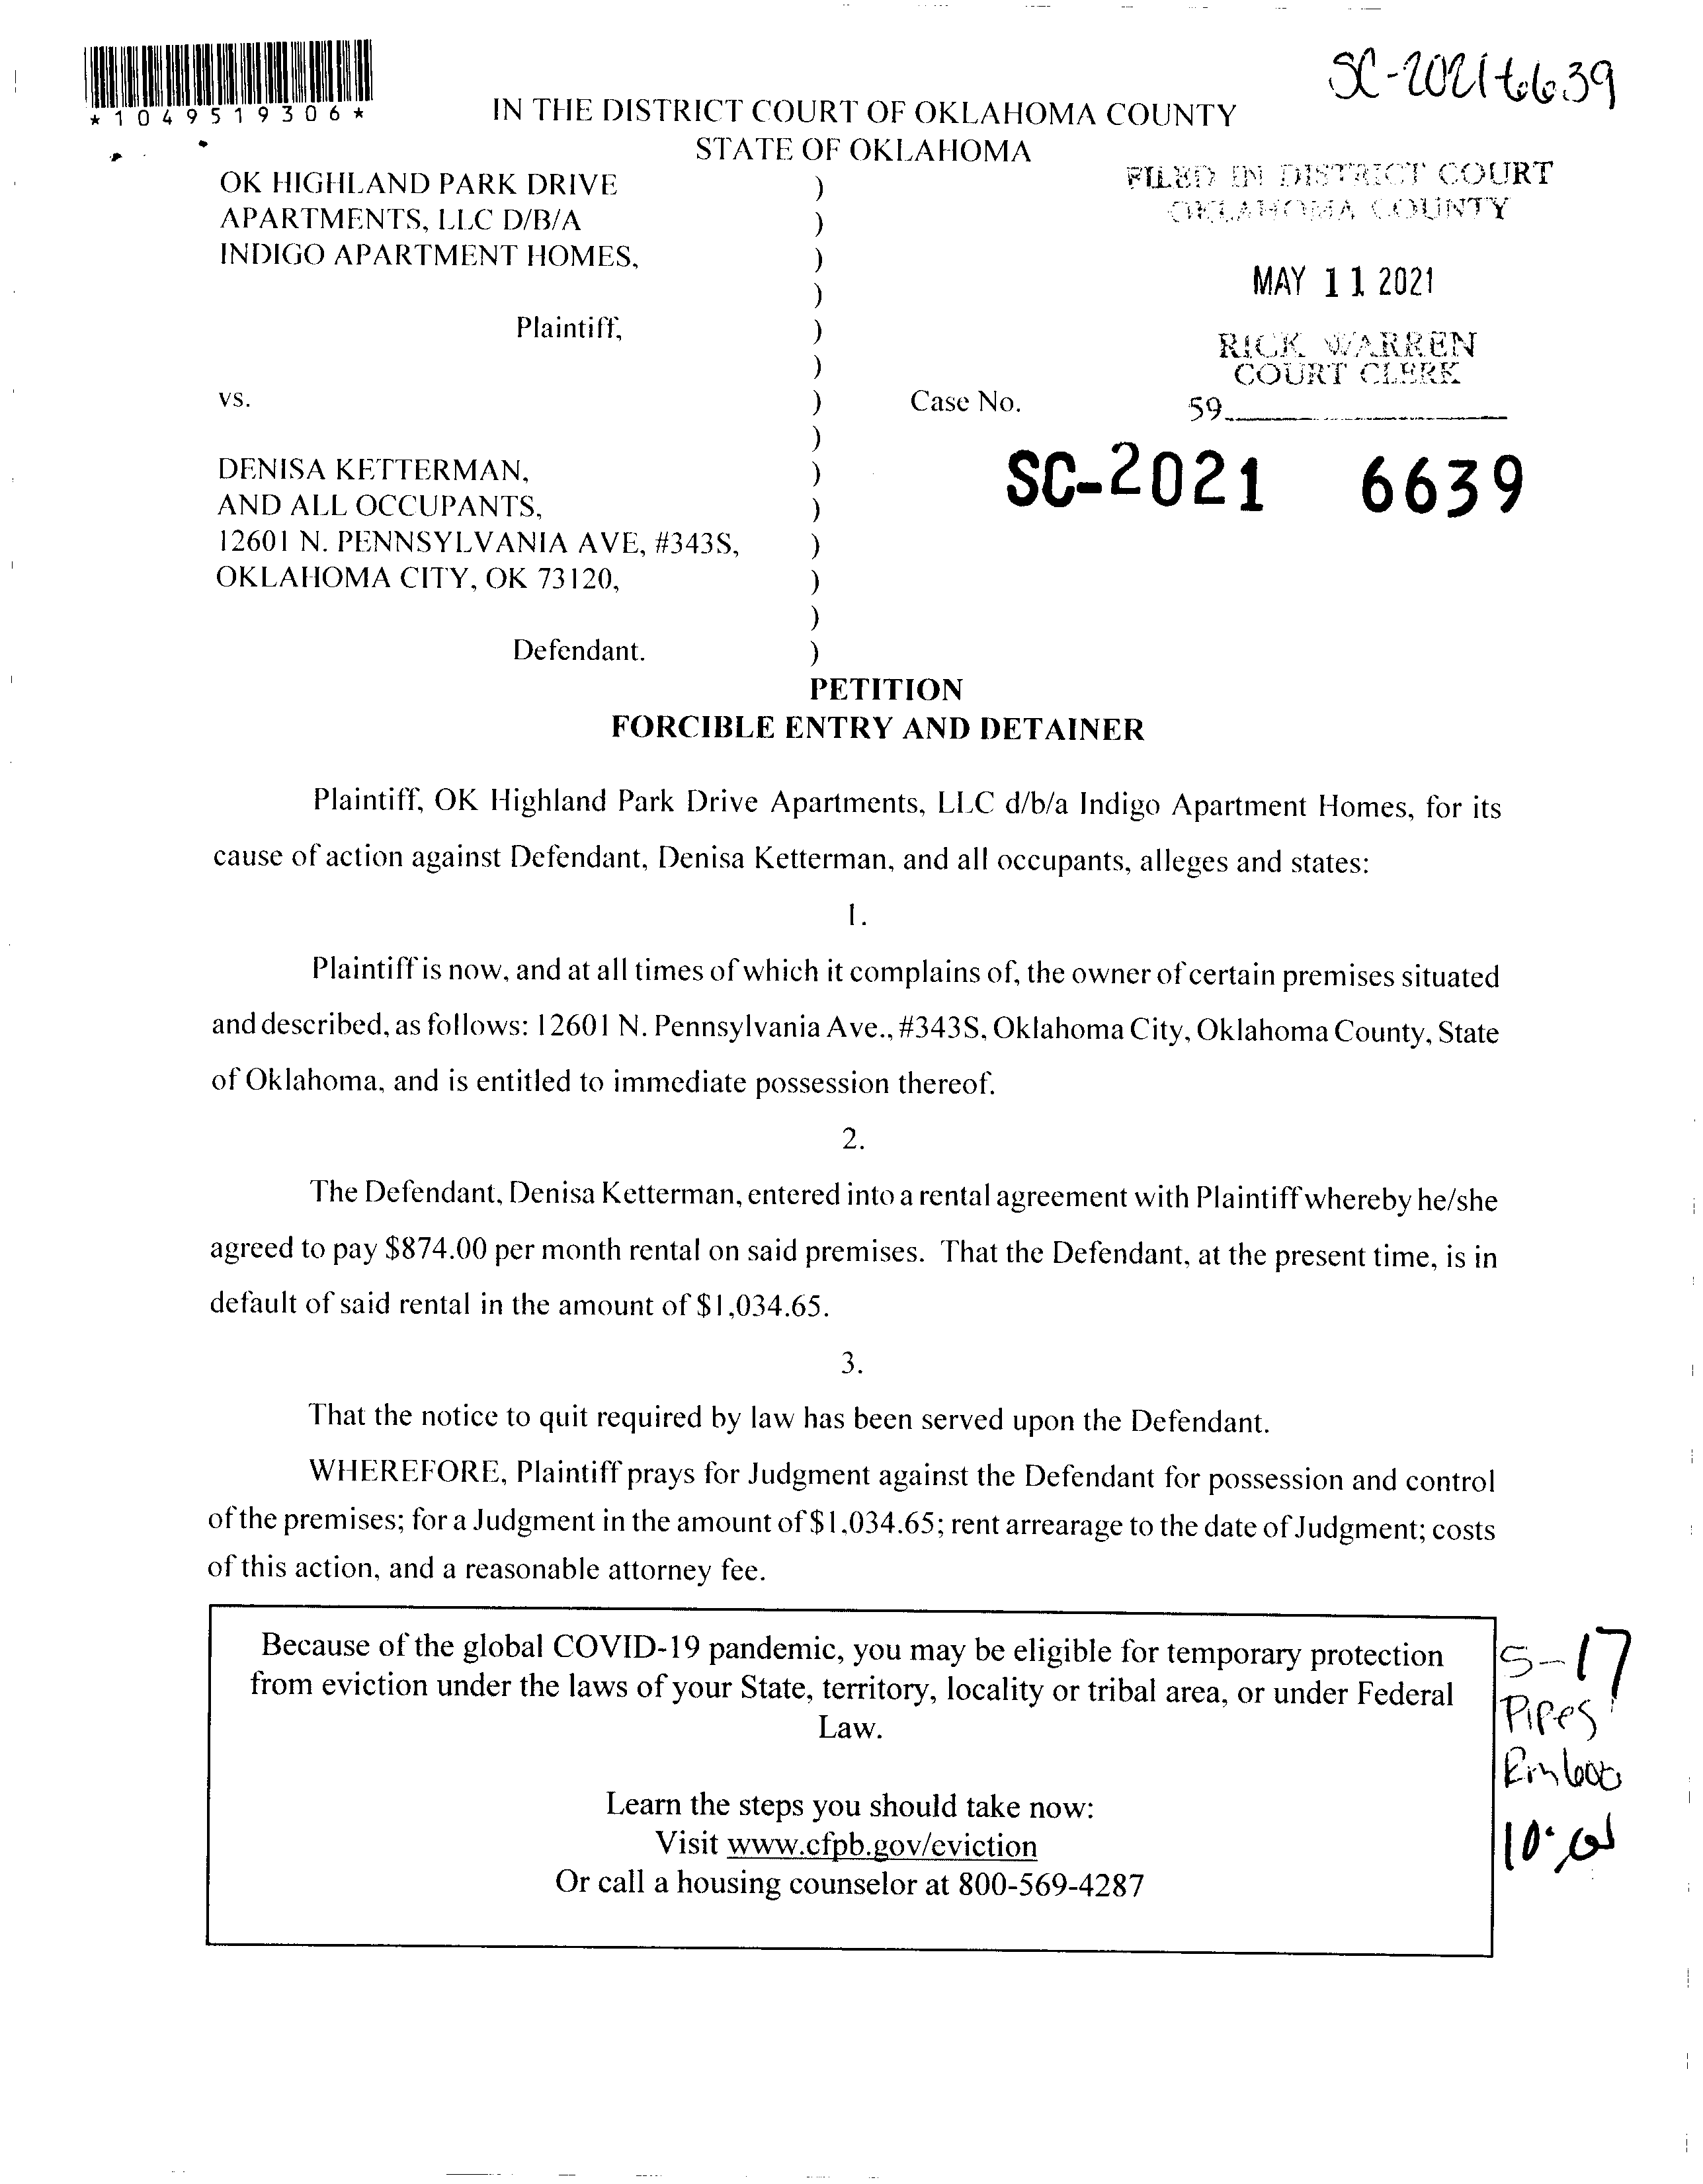 SC-2021-6639
*1049519306*
IN THE DISTRICT COURT OF OKLAHOMA COUNTY
STATE OF OKLAHOMA
FILED IN DISTRICT COURT
OKLAHOMA COUNTY
MAY 11 2021
RICK WARREN
COURT CLERK
59
OK HIGHLAND PARK DRIVE )
APARTMENTS, LLC D/B/A )
INDIGO APARTMENT HOMES, )
)
Plaintiff, )
)
vs. ) Case No.
)
SC-2021 6639
DENISA KETTERMAN, )
AND ALL OCCUPANTS, )
12601 N. PENNSYLVANIA AVE, #343S, )
OKLAHOMA CITY, OK 73120, )
)
Defendant. )
PETITION
FORCIBLE ENTRY AND DETAINER
Plaintiff, OK Highland Park Drive Apartments, LLC d/b/a Indigo Apartment Homes, for its
cause of action against Defendant, Denisa Ketterman, and all occupants, alleges and states:
1.
Plaintiff is now, and at all times of which it complains of, the owner of certain premises situated
and described, as follows: 12601 N. Pennsylvania Ave., #343S, Oklahoma City, Oklahoma County, State
of Oklahoma, and is entitled to immediate possession thereof.
2.
The Defendant, Denisa Ketterman, entered into a rental agreement with Plaintiff whereby he/she
agreed to pay $874.00 per month rental on said premises. That the Defendant, at the present time, is in
default of said rental in the amount of $1,034.65.
3.
That the notice to quit required by law has been served upon the Defendant.
WHEREFORE, Plaintiff prays for Judgment against the Defendant for possession and control
of the premises; for a Judgment in the amount of $1,034.65; rent arrearage to the date of Judgment; costs
of this action, and a reasonable attorney fee.
Because of the global COVID-19 pandemic, you may be eligible for temporary protection
from eviction under the laws of your State, territory, locality or tribal area, or under Federal
Law.
Learn the steps you should take now:
Visit www.cfpb.gov/eviction
Or call a housing counselor at 800-569-4287
5-17
Pipes